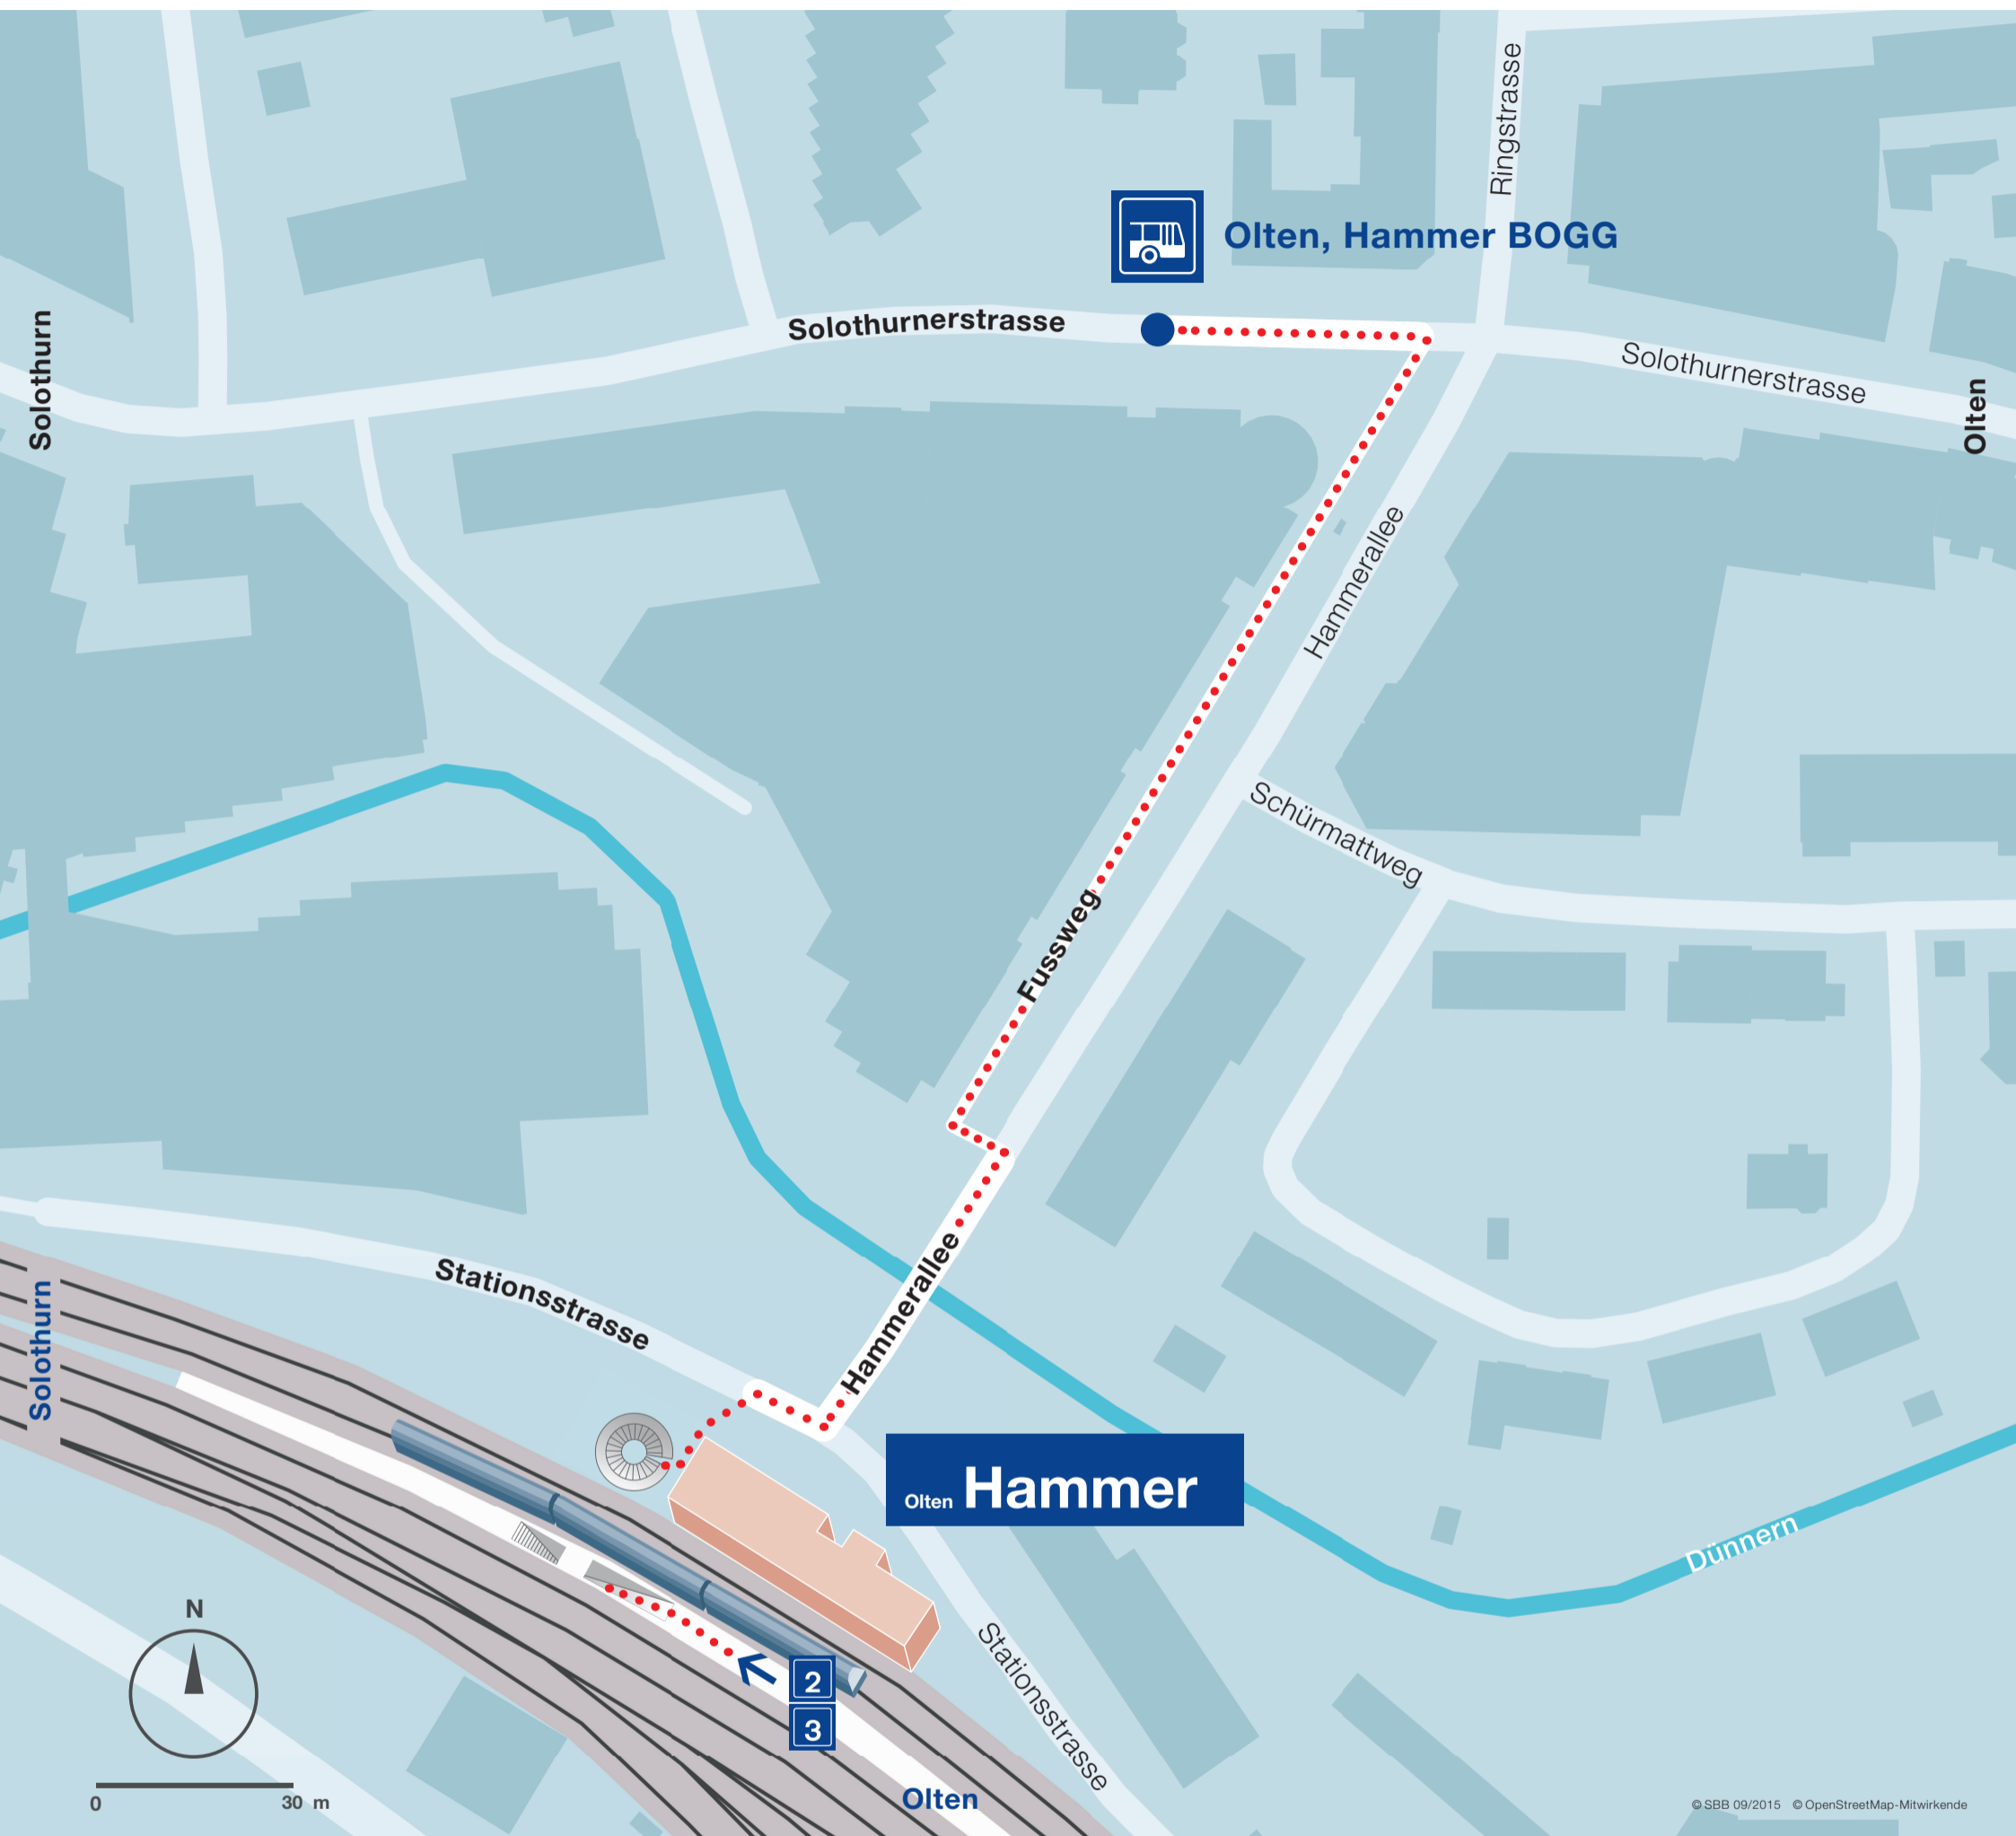 Ringstrasse
Olten, Hammer BOGG
Solothurnerstrasse
Solothurnerstrasse
Solothurn
Olten
Hammerallee
Schürmattweg
Fussweg
Hammerallee
Stationsstrasse
Solothurn
Olten Hammer
Dünnern
Stationsstrasse
N
2
3
0 30 m
Olten
© SBB 09/2015 © OpenStreetMap-Mitwirkende